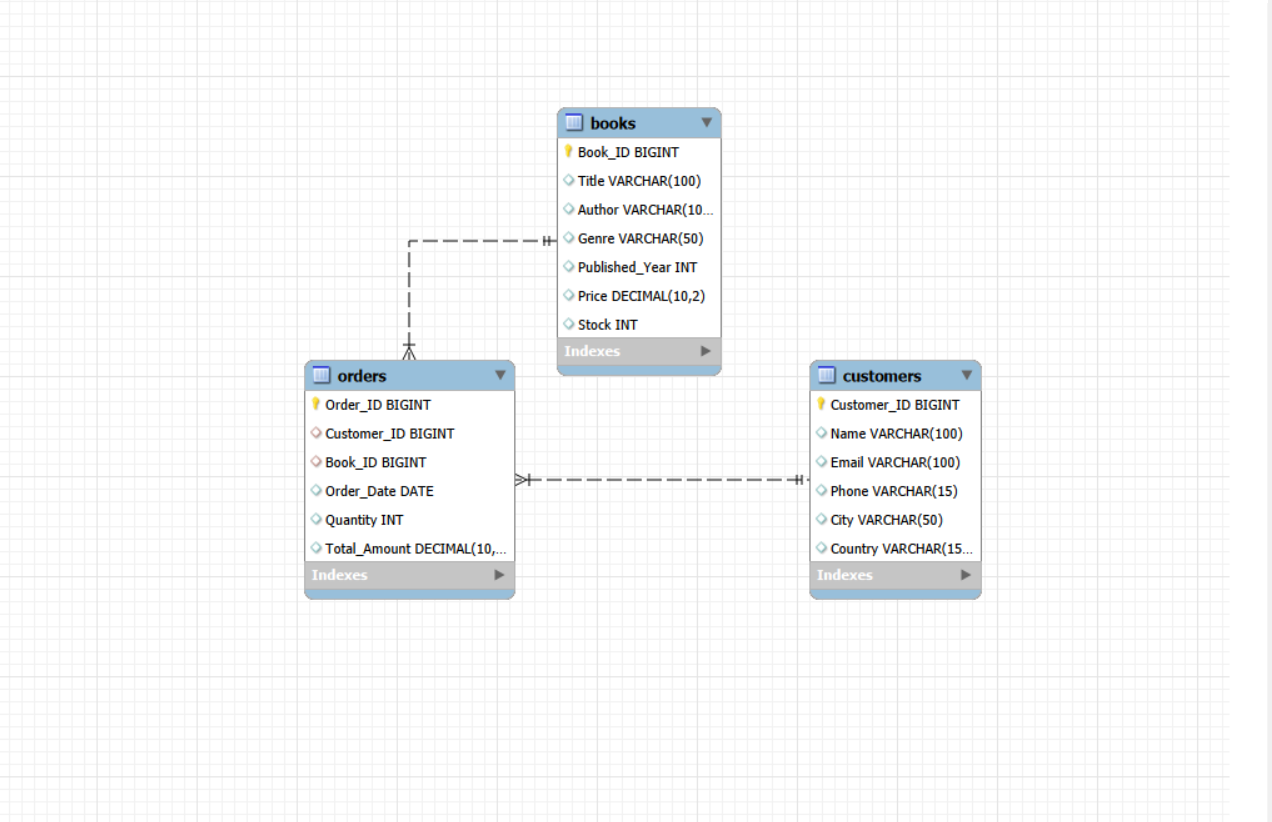 books
Book_ID BIGINT
Title VARCHAR(100)
Author VARCHAR(10...
Genre VARCHAR(50)
Published_Year INT
Price DECIMAL(10,2)
Stock INT
Indexes
orders
Order_ID BIGINT
Customer_ID BIGINT
Book_ID BIGINT
Order_Date DATE
Quantity INT
Total_Amount DECIMAL(10,...
Indexes
customers
Customer_ID BIGINT
Name VARCHAR(100)
Email VARCHAR(100)
Phone VARCHAR(15)
City VARCHAR(50)
Country VARCHAR(15...
Indexes